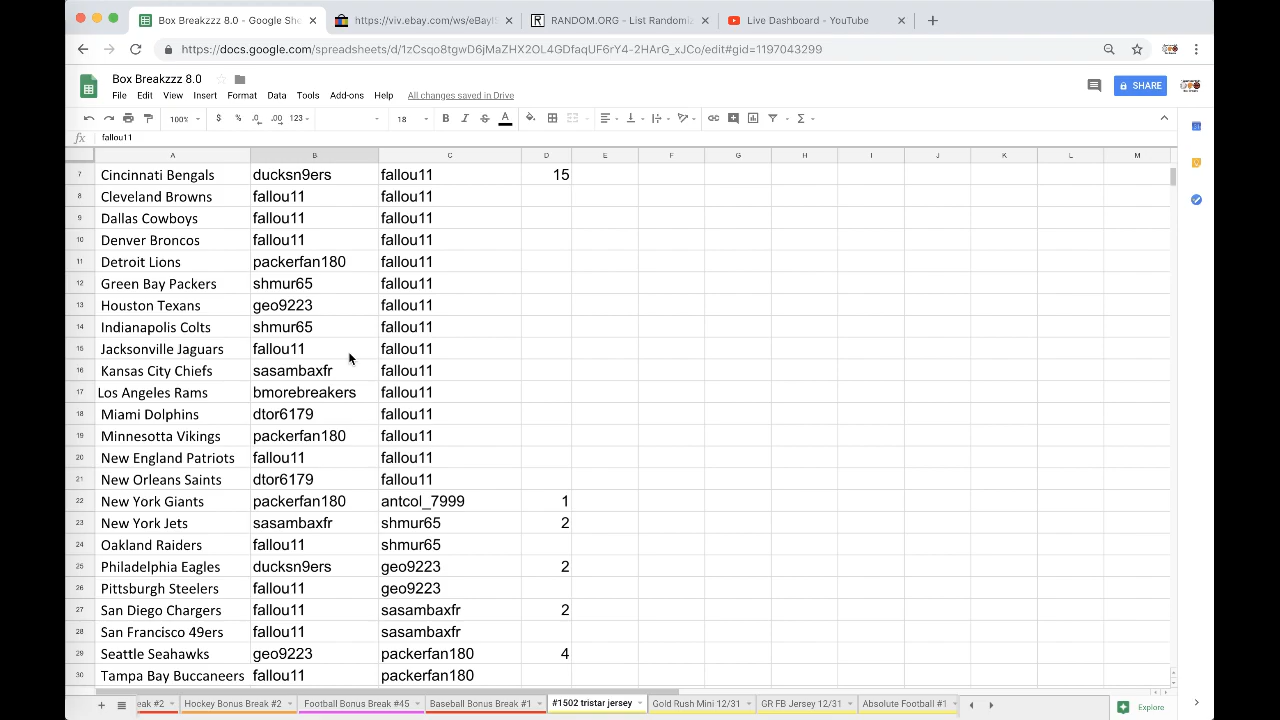 Box Breakzzz 8.0 - Google She
https://viv.ebay.com/ws/eBayIS
RANDOM.ORG - List Randomiz
Live Dashboard - YouTube
https://docs.google.com/spreadsheets/d/1zCsqo8tgwD6jMaZHX2OL4GDaqUF6rY4-2HArG_xJCo/edit#gid=1197043299
Box Breakzzz 8.0
File Edit View Insert Format Data Tools Add-ons Help All changes saved in Drive
SHARE
100% $ % .0 .00 123 18 B I S A
fx fallou11
A B C D E F G H I J K L M
7 Cincinnati Bengals ducksn9ers fallou11 15
8 Cleveland Browns fallou11 fallou11
9 Dallas Cowboys fallou11 fallou11
10 Denver Broncos fallou11 fallou11
11 Detroit Lions packerfan180 fallou11
12 Green Bay Packers shmur65 fallou11
13 Houston Texans geo9223 fallou11
14 Indianapolis Colts shmur65 fallou11
15 Jacksonville Jaguars fallou11 fallou11
16 Kansas City Chiefs sasambaxfr fallou11
17 Los Angeles Rams bmorebreakers fallou11
18 Miami Dolphins dtor6179 fallou11
19 Minnesotta Vikings packerfan180 fallou11
20 New England Patriots fallou11 fallou11
21 New Orleans Saints dtor6179 fallou11
22 New York Giants packerfan180 antcol_7999 1
23 New York Jets sasambaxfr shmur65 2
24 Oakland Raiders fallou11 shmur65
25 Philadelphia Eagles ducksn9ers geo9223 2
26 Pittsburgh Steelers fallou11 geo9223
27 San Diego Chargers fallou11 sasambaxfr 2
28 San Francisco 49ers fallou11 sasambaxfr
29 Seattle Seahawks geo9223 packerfan180 4
30 Tampa Bay Buccaneers fallou11 packerfan180
eak #2 Hockey Bonus Break #2 Football Bonus Break #45 Baseball Bonus Break #1 #1502 tristar jersey Gold Rush Mini 12/6 GR FB Jersey 12/31 Absolute Football #1 Explore